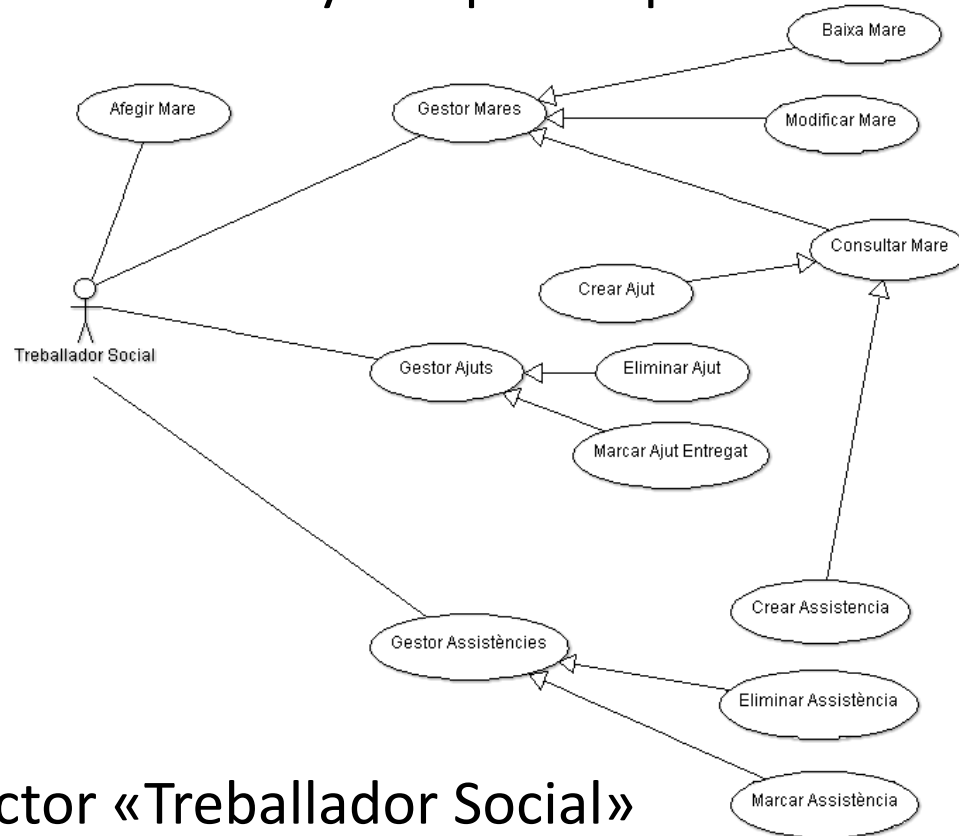 Baixa Mare
Afegir Mare
Gestor Mares
Modificar Mare
Consultar Mare
Crear Ajut
Treballador Social
Gestor Ajuts
Eliminar Ajut
Marcar Ajut Entregat
Crear Assistencia
Gestor Assistències
Eliminar Assistència
ctor «Treballador Social»
Marcar Assistència